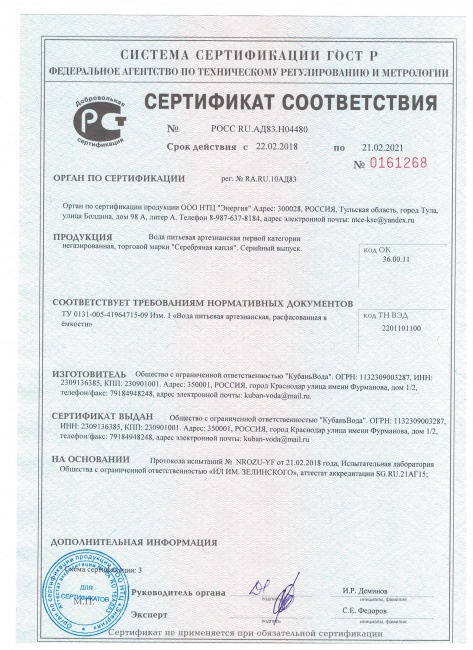 СИСТЕМА СЕРТИФИКАЦИИ ГОСТ Р
ФЕДЕРАЛЬНОЕ АГЕНТСТВО ПО ТЕХНИЧЕСКОМУ РЕГУЛИРОВАНИЮ И МЕТРОЛОГИИ
Добровольная
сертификация
СЕРТИФИКАТ СООТВЕТСТВИЯ
№ РОСС RU.АД83.Н04480
Срок действия с 22.02.2018 по 21.02.2021
№ 0161268
ОРГАН ПО СЕРТИФИКАЦИИ рег. № RA.RU.10АД83
Орган по сертификации продукции ООО НТЦ "Энергия" Адрес: 300028, РОССИЯ, Тульская область, город Тула,
улица Болдина, дом 98 А, литер А. Телефон 8-987-637-8184, адрес электронной почты: ntce-kse@yandex.ru
ПРОДУКЦИЯ Вода питьевая артезианская первой категории
негазированная, торговой марки "Серебряная капля". Серийный выпуск.
код ОК
36.00.11
СООТВЕТСТВУЕТ ТРЕБОВАНИЯМ НОРМАТИВНЫХ ДОКУМЕНТОВ
ТУ 0131-005-41964715-09 Изм. 1 «Вода питьевая артезианская, расфасованная в
ёмкости»
код ТН ВЭД
2201101100
ИЗГОТОВИТЕЛЬ Общество с ограниченной ответственностью "КубаньВода". ОГРН: 1132309003287, ИНН:
2309136385, КПП: 230901001. Адрес: 350001, РОССИЯ, город Краснодар улица имени Фурманова, дом 1/2,
телефон/факс: 79184948248, адрес электронной почты: kuban-voda@mail.ru.
СЕРТИФИКАТ ВЫДАН Общество с ограниченной ответственностью "КубаньВода". ОГРН: 1132309003287,
ИНН: 2309136385, КПП: 230901001. Адрес: 350001, РОССИЯ, город Краснодар улица имени Фурманова, дом 1/2,
телефон/факс: 79184948248, адрес электронной почты: kuban-voda@mail.ru
НА ОСНОВАНИИ Протокола испытаний № NROZU-YF от 21.02.2018 года, Испытательная лаборатория
Общества с ограниченной ответственностью «ИЛ ИМ. ЗЕЛИНСКОГО», аттестат аккредитации SG.RU.21АГ15;
ДОПОЛНИТЕЛЬНАЯ ИНФОРМАЦИЯ
Схема сертификации: 3
ДЛЯ
СЕРТИФИКАТОВ
М.П.
Руководитель органа И.Р. Деминов
подпись инициалы, фамилия
Эксперт С.Е. Федоров
подпись инициалы, фамилия
Сертификат не применяется при обязательной сертификации